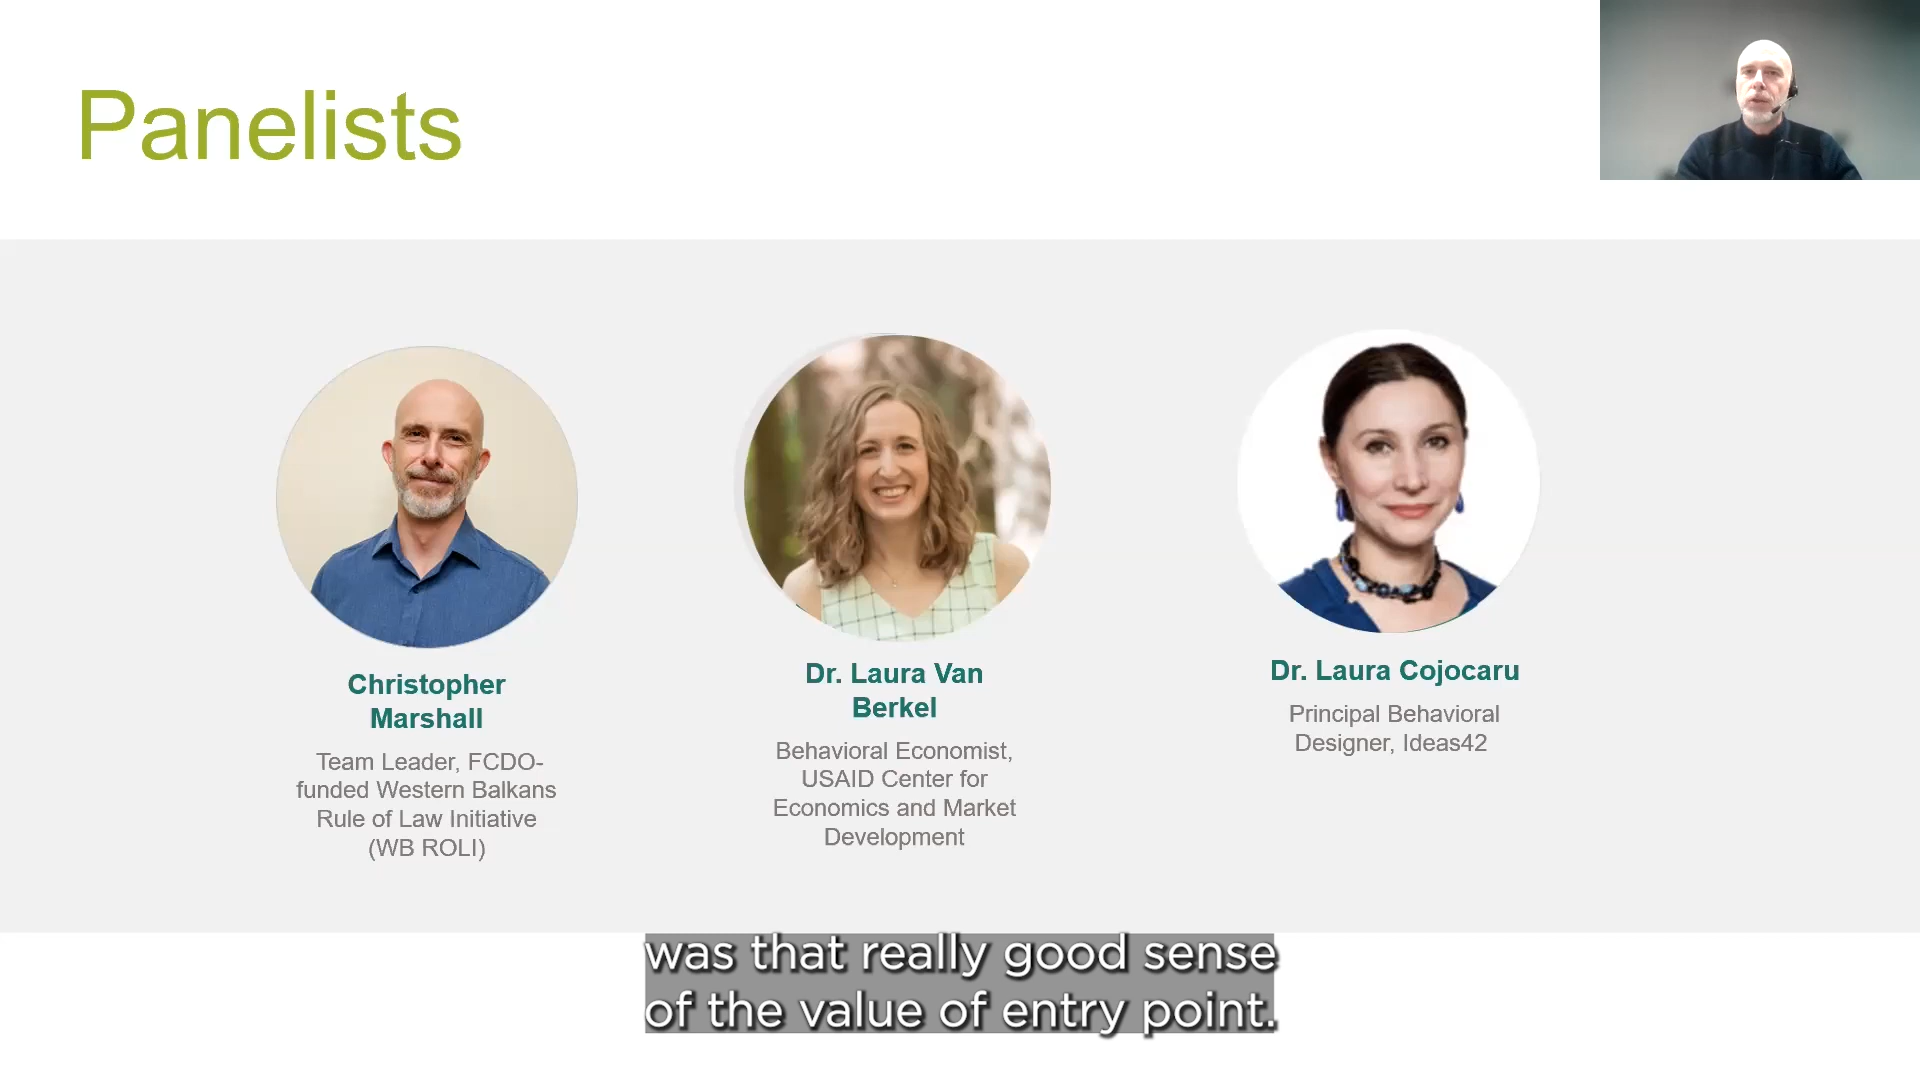 Panelists
Christopher
Marshall
Team Leader, FCDO-
funded Western Balkans
Rule of Law Initiative
(WB ROLI)
Dr. Laura Van
Berkel
Behavioral Economist,
USAID Center for
Economics and Market
Development
Dr. Laura Cojocaru
Principal Behavioral
Designer, Ideas42
was that really good sense
of the value of entry point.